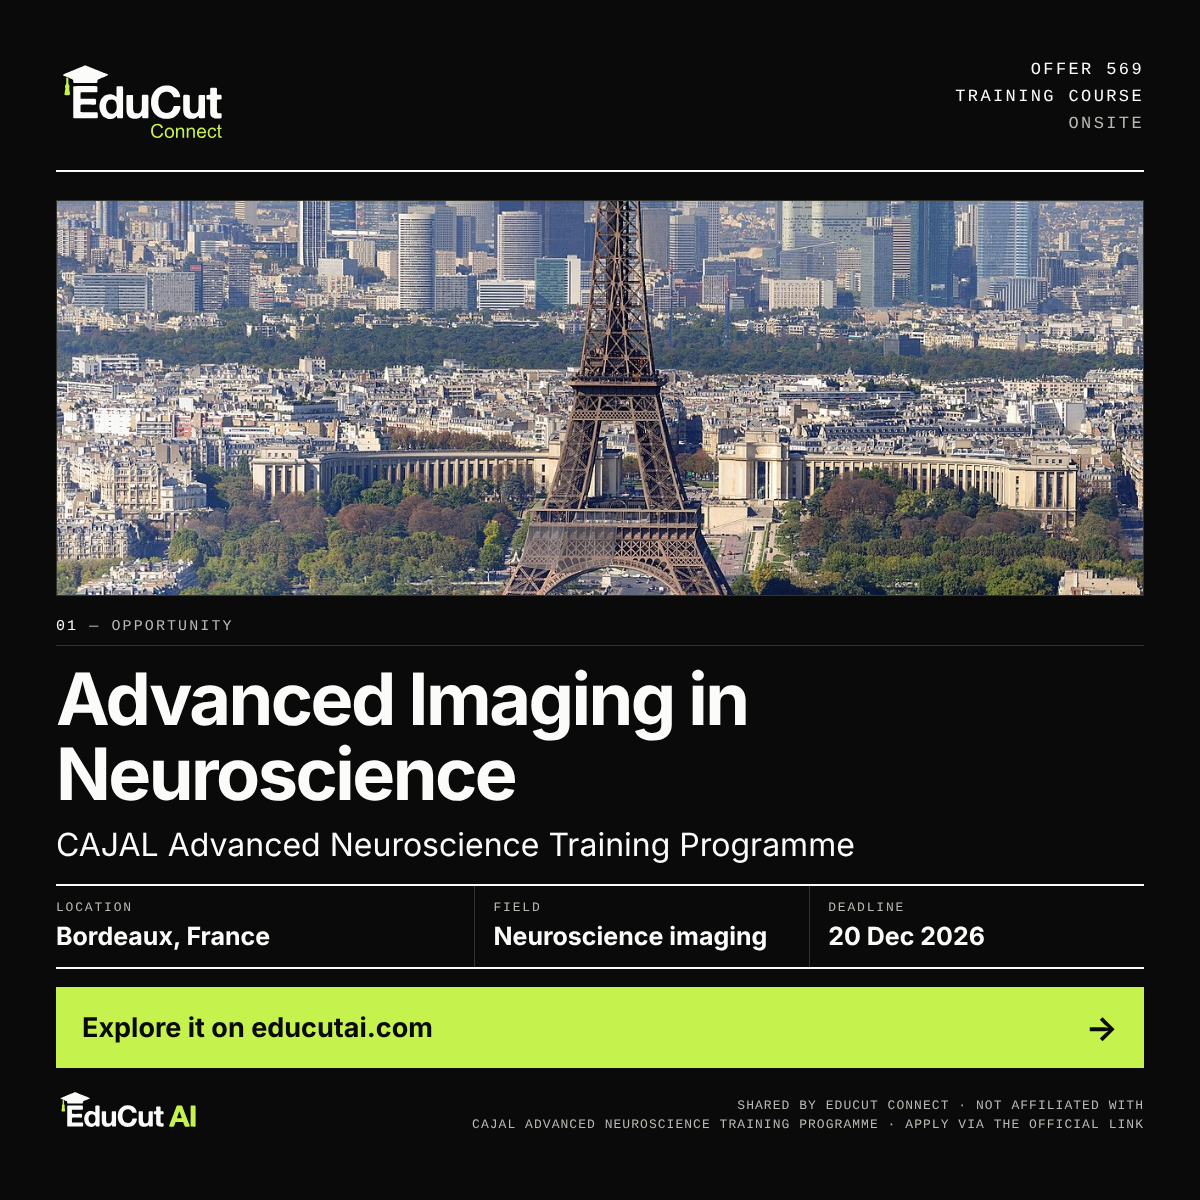 EduCut
Connect
OFFER 569
TRAINING COURSE
ONSITE
01 — OPPORTUNITY
Advanced Imaging in
Neuroscience
CAJAL Advanced Neuroscience Training Programme
LOCATION
Bordeaux, France
FIELD
Neuroscience imaging
DEADLINE
20 Dec 2026
Explore it on educutai.com →
EduCut AI
SHARED BY EDUCUT CONNECT · NOT AFFILIATED WITH
CAJAL ADVANCED NEUROSCIENCE TRAINING PROGRAMME · APPLY VIA THE OFFICIAL LINK